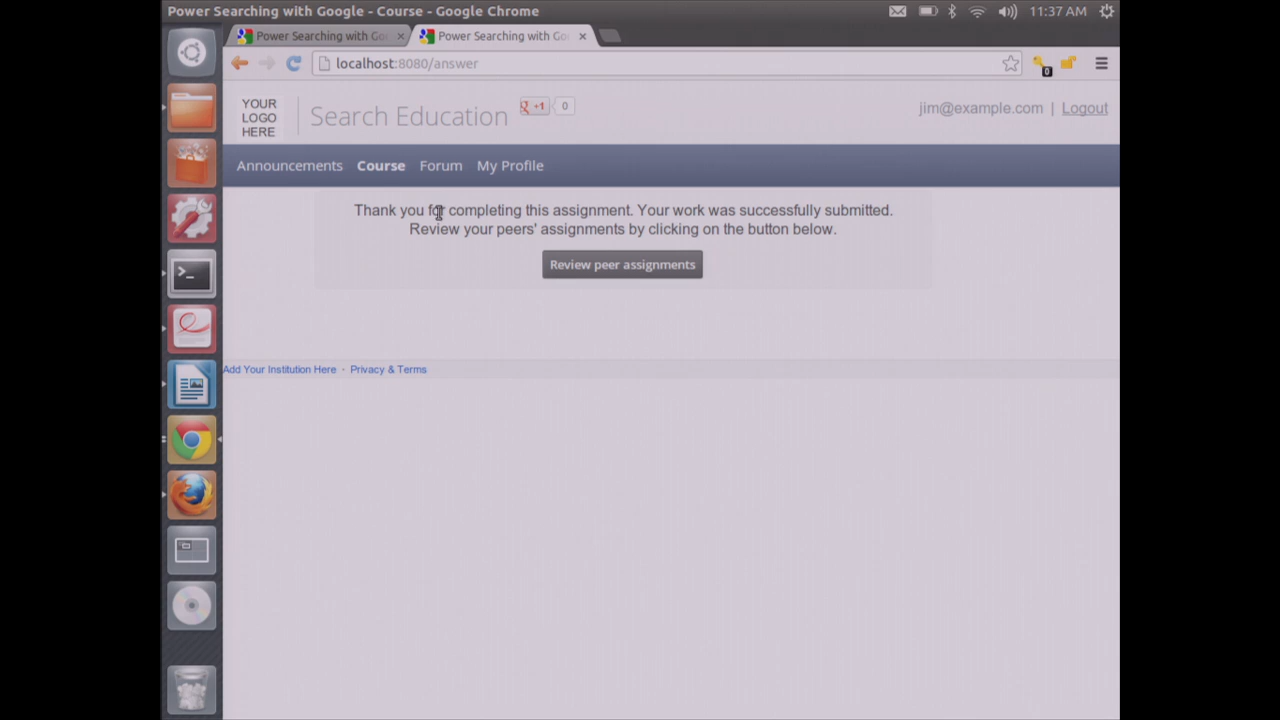 Power Searching with Google - Course - Google Chrome
11:37 AM
Power Searching with Go
Power Searching with Go
localhost:8080/answer
0
YOUR
LOGO
HERE
Search Education
+1
0
jim@example.com | Logout
Announcements Course Forum My Profile
Thank you for completing this assignment. Your work was successfully submitted.
Review your peers' assignments by clicking on the button below.
Review peer assignments
Add Your Institution Here · Privacy & Terms